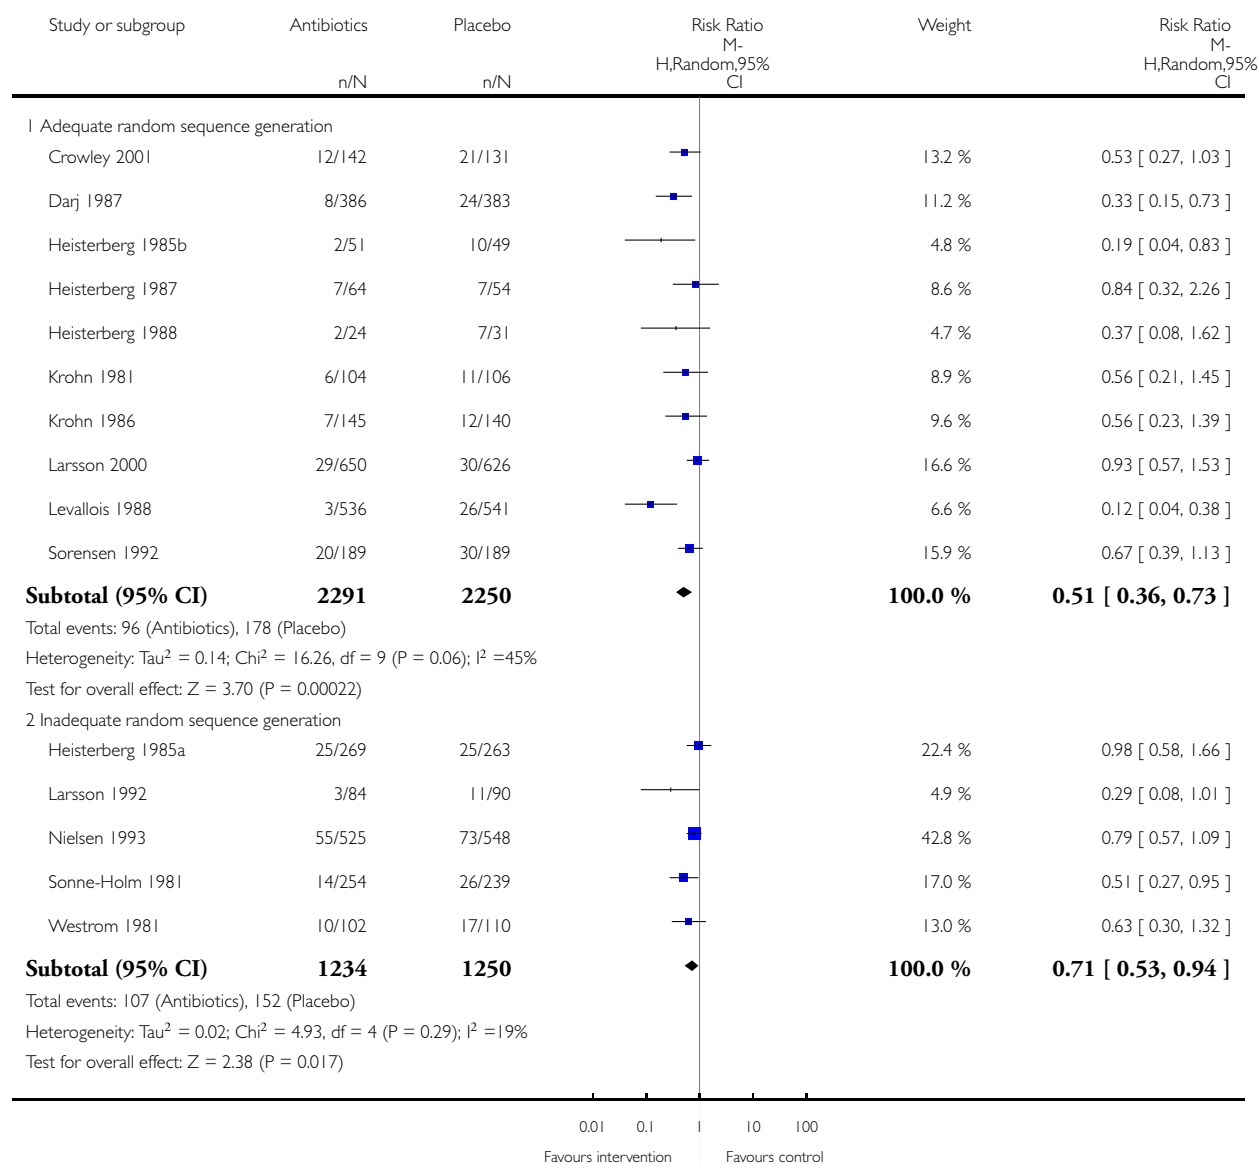 Study or subgroup Antibiotics Placebo Risk Ratio Weight Risk Ratio
M- M-
H,Random,95% H,Random,95%
n/N n/N CI CI
1 Adequate random sequence generation
Crowley 2001 12/142 21/131 13.2 % 0.53 [ 0.27, 1.03 ]
Darj 1987 8/386 24/383 11.2 % 0.33 [ 0.15, 0.73 ]
Heisterberg 1985b 2/51 10/49 4.8 % 0.19 [ 0.04, 0.83 ]
Heisterberg 1987 7/64 7/54 8.6 % 0.84 [ 0.32, 2.26 ]
Heisterberg 1988 2/24 7/31 4.7 % 0.37 [ 0.08, 1.62 ]
Krohn 1981 6/104 11/106 8.9 % 0.56 [ 0.21, 1.45 ]
Krohn 1986 7/145 12/140 9.6 % 0.56 [ 0.23, 1.39 ]
Larsson 2000 29/650 30/626 16.6 % 0.93 [ 0.57, 1.53 ]
Levallois 1988 3/536 26/541 6.6 % 0.12 [ 0.04, 0.38 ]
Sorensen 1992 20/189 30/189 15.9 % 0.67 [ 0.39, 1.13 ]
Subtotal (95% CI) 2291 2250 100.0 % 0.51 [ 0.36, 0.73 ]
Total events: 96 (Antibiotics), 178 (Placebo)
Heterogeneity: Tau² = 0.14; Chi² = 16.26, df = 9 (P = 0.06); I² =45%
Test for overall effect: Z = 3.70 (P = 0.00022)
2 Inadequate random sequence generation
Heisterberg 1985a 25/269 25/263 22.4 % 0.98 [ 0.58, 1.66 ]
Larsson 1992 3/84 11/90 4.9 % 0.29 [ 0.08, 1.01 ]
Nielsen 1993 55/525 73/548 42.8 % 0.79 [ 0.57, 1.09 ]
Sonne-Holm 1981 14/254 26/239 17.0 % 0.51 [ 0.27, 0.95 ]
Westrom 1981 10/102 17/110 13.0 % 0.63 [ 0.30, 1.32 ]
Subtotal (95% CI) 1234 1250 100.0 % 0.71 [ 0.53, 0.94 ]
Total events: 107 (Antibiotics), 152 (Placebo)
Heterogeneity: Tau² = 0.02; Chi² = 4.93, df = 4 (P = 0.29); I² =19%
Test for overall effect: Z = 2.38 (P = 0.017)
0.01 0.1 1 10 100
Favours intervention Favours control